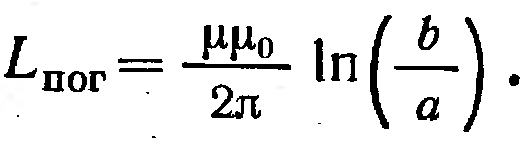 L_пог = μμ₀/2π ln(b/a).